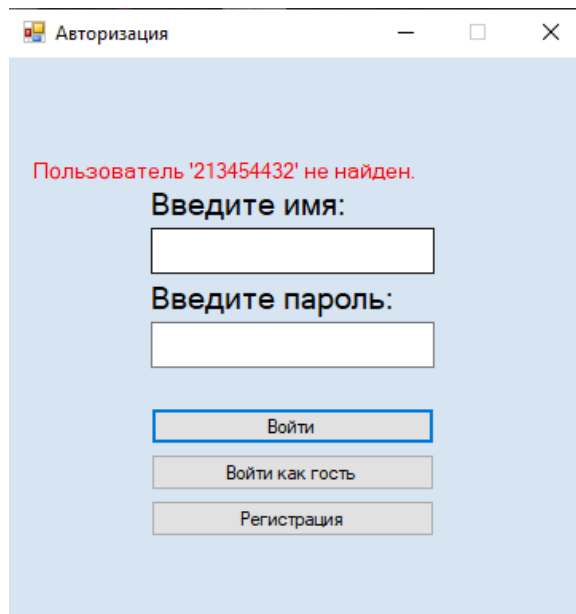 Авторизация
Пользователь '213454432' не найден.
Введите имя:
Введите пароль:
Войти
Войти как гость
Регистрация